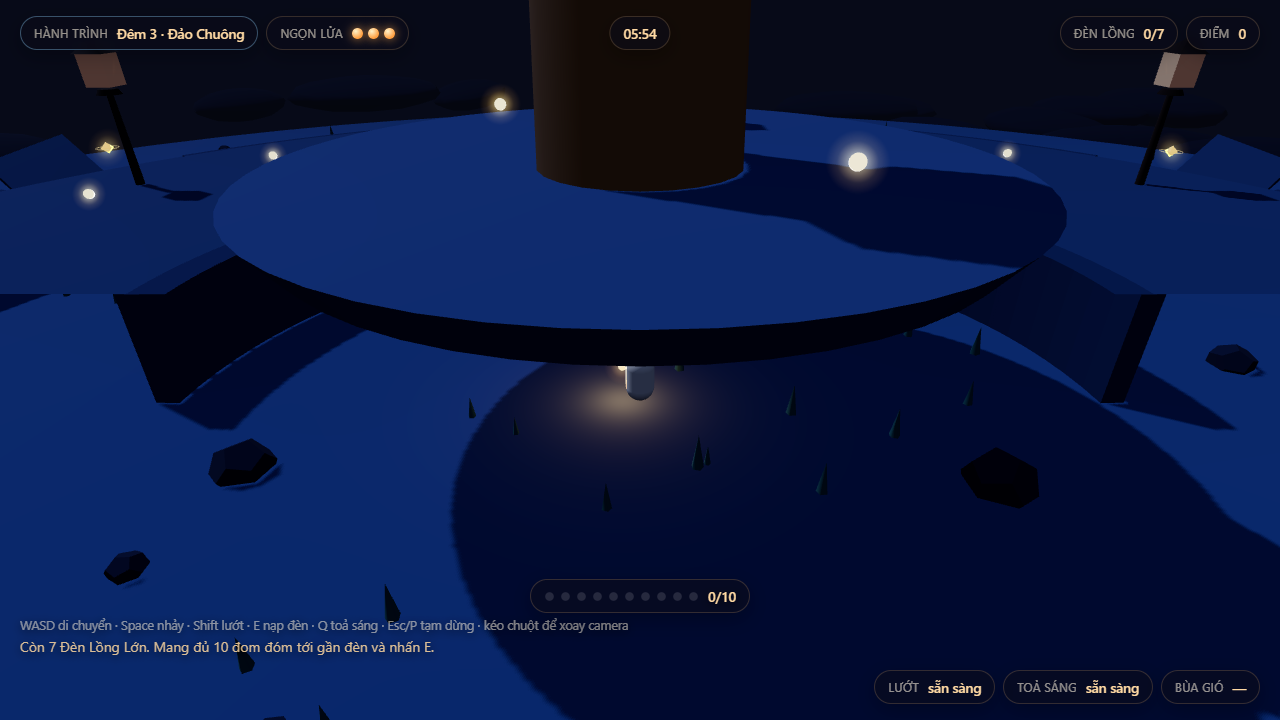 HÀNH TRÌNH Đêm 3 · Đảo Chuông
NGỌN LỬA
05:54
ĐÈN LỒNG 0/7
ĐIỂM 0
0/10
WASD di chuyển · Space nhảy · Shift lướt · E nạp đèn · Q toả sáng · Esc/P tạm dừng · kéo chuột để xoay camera
Còn 7 Đèn Lồng Lớn. Mang đủ 10 đom đóm tới gần đèn và nhấn E.
LƯỚT sẵn sàng
TOẢ SÁNG sẵn sàng
BÙA GIÓ —